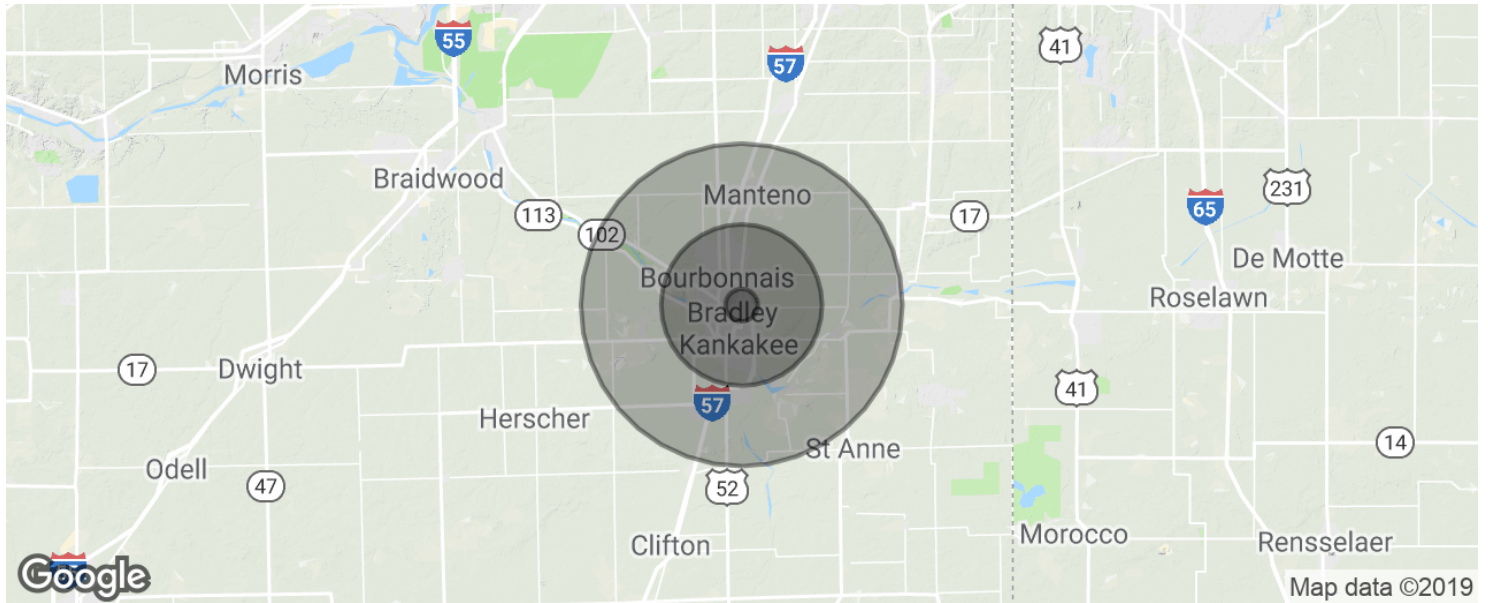 55
41
57
Morris
Braidwood
231
Manteno
113
17
65
102
De Motte
Bourbonnais
Roselawn
Bradley
Kankakee
17
Dwight
41
57
Herscher
14
St Anne
Odell
47
52
Morocco
Clifton
Rensselaer
Google
Map data ©2019